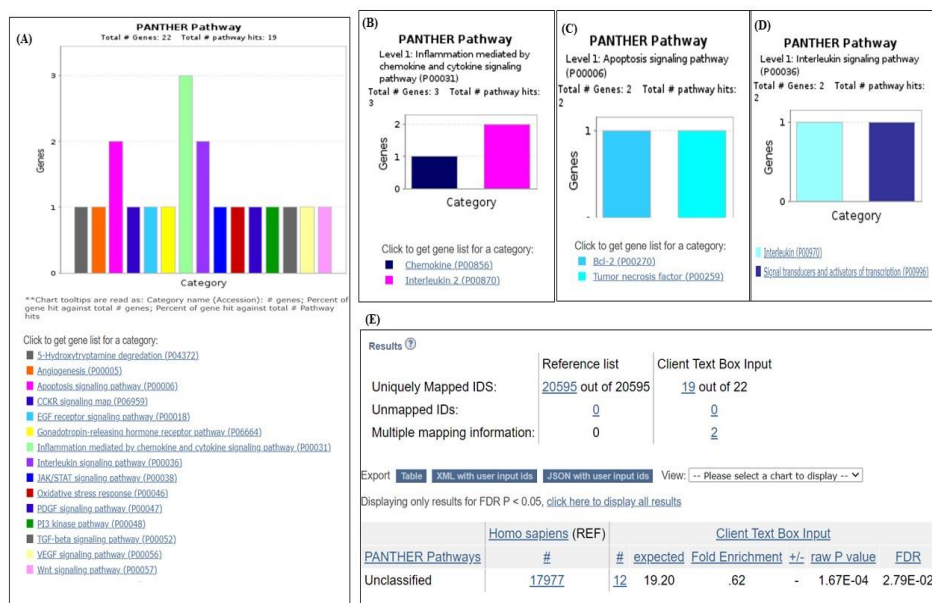 (A)
PANTHER Pathway
Total # Genes: 22 Total # pathway hits: 19
3
2
1
0
Genes
Category
**Chart tooltips are read as: Category name (Accession): # genes; Percent of
gene hit against total # genes; Percent of gene hit against total # Pathway
hits
Click to get gene list for a category:
5-Hydroxytryptamine degredation (P04372)
Angiogenesis (P00005)
Apoptosis signaling pathway (P00006)
CCKR signaling map (P06959)
EGF receptor signaling pathway (P00018)
Gonadotropin-releasing hormone receptor pathway (P06664)
Inflammation mediated by chemokine and cytokine signaling pathway (P00031)
Interleukin signaling pathway (P00036)
JAK/STAT signaling pathway (P00038)
Oxidative stress response (P00046)
PDGF signaling pathway (P00047)
PI3 kinase pathway (P00048)
TGF-beta signaling pathway (P00052)
VEGF signaling pathway (P00056)
Wnt signaling pathway (P00057)
(B)
PANTHER Pathway
Level 1: Inflammation mediated by
chemokine and cytokine signaling
pathway (P00031)
Total # Genes: 3 Total # pathway hits:
3
2
1
0
Genes
Category
Click to get gene list for a category:
Chemokine (P00856)
Interleukin 2 (P00870)
(C)
PANTHER Pathway
Level 1: Apoptosis signaling pathway
(P00006)
Total # Genes: 2 Total # pathway hits:
2
1
0
Genes
Click to get gene list for a category:
Bcl-2 (P00270)
Tumor necrosis factor (P00259)
(D)
PANTHER Pathway
Level 1: Interleukin signaling pathway
(P00036)
Total # Genes: 2 Total # pathway hits:
2
1
0
Genes
Category
Interleukin (P00970)
Signal transducers and activators of transcription (P00996)
(E)
Results ?
Reference list Client Text Box Input
Uniquely Mapped IDS: 20595 out of 20595 19 out of 22
Unmapped IDs: 0 0
Multiple mapping information: 0 2
Export Table XML with user input ids JSON with user input ids View: -- Please select a chart to display --
Displaying only results for FDR P < 0.05, click here to display all results
Homo sapiens (REF) Client Text Box Input
PANTHER Pathways # # expected Fold Enrichment +/- raw P value FDR
Unclassified 17977 12 19.20 .62 - 1.67E-04 2.79E-02